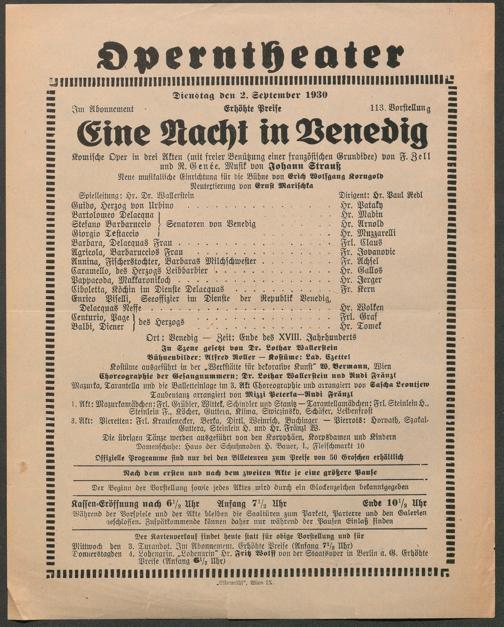 Operntheater
Dienstag den 2. September 1930
Im Abonnement Erhöhte Preise 113. Vorstellung
Eine Nacht in Venedig
Komische Oper in drei Akten (mit freier Benützung einer französischen Grundidee) von F. Zell
und R. Genée. Musik von Johann Strauß
Neue musikalische Einrichtung für die Bühne von Erich Wolfgang Korngold
Neutextierung von Ernst Marischka
Spielleitung: Hr. Dr. Wallerstein Dirigent: Hr. Paul Kerl
Guido, Herzog von Urbino Hr. Pataky
Bartolomeo Delacqua Hr. Madin
Stefano Barbaruccio } Senatoren von Venedig Hr. Arnold
Giorgio Testaccio Hr. Muzzarelli
Barbara, Delacquas Frau Frl. Claus
Agricola, Barbaruccios Frau Fr. Jovanovic
Annina, Fischerstochter, Barbaras Milchschwester Fr. Achsel
Caramello, des Herzogs Leibbarbier Hr. Gallos
Pappacoda, Makkaronikoch Hr. Jerger
Ciboletta, Köchin im Dienste Delacquas Fr. Kern
Enrico Piselli, Seeoffizier im Dienste der Republik Venedig,
Delacquas Neffe Hr. Wolken
Centurio, Page } des Herzogs Frl. Graf
Balbi, Diener Hr. Tomek
Ort: Venedig — Zeit: Ende des XVIII. Jahrhunderts
In Szene gesetzt von Dr. Lothar Wallerstein
Bühnenbilder: Alfred Roller — Kostüme: Lad. Czettel
Kostüme ausgeführt in der „Werkstätte für dekorative Kunst“ W. Bermann, Wien
Choreographie der Gesangnummern: Dr. Lothar Wallerstein und Rudi Fränzl
Mazurka, Tarantella und die Balletteinlage im 3. Akt Choreographie und arrangiert von Sascha Leontjew
Taubentanz arrangiert von Mizzi Peterka—Rudi Fränzl
1. Akt: Mazurkamädchen: Frl. Grübler, Wittek, Schindler und Stanitz — Tarantellamädchen: Frl. Steinlein H.,
Steinlein F., Köcher, Guttera, Klima, Swiezinsky, Schäfer, Leibenfrost
3. Akt: Pieretten: Frl. Krausenecker, Berka, Dirtl, Weinrich, Buchinger — Pierrots: Horvath, Szakal-
Guttera, Steinlein H. und Hr. Fränzl W.
Die übrigen Tänze werden ausgeführt von den Koryphäen, Korpsdamen und Kindern
Damenschuhe: Haus der Schuhmoden H. Bauer, I., Fleischmarkt 10
Offizielle Programme sind nur bei den Billeteuren zum Preise von 50 Groschen erhältlich
Nach dem ersten und nach dem zweiten Akte je eine größere Pause
Der Beginn der Vorstellung sowie jedes Aktes wird durch ein Glockenzeichen bekanntgegeben
Kassen-Eröffnung nach 6½ Uhr Anfang 7½ Uhr Ende 10½ Uhr
Während der Vorspiele und der Akte bleiben die Saaltüren zum Parkett, Parterre und den Galerien
geschlossen. Zuspätkommende können daher nur während der Pausen Einlaß finden
Der Kartenverkauf findet heute statt für obige Vorstellung und für
Mittwoch den 3. Turandot. Im Abonnement. Erhöhte Preise (Anfang 7½ Uhr)
Donnerstag den 4. Lohengrin. „Lohengrin“ Hr. Fritz Wolff von der Staatsoper in Berlin a. G. Erhöhte
Preise (Anfang 6½ Uhr)
„Elbemühl“, Wien IX.